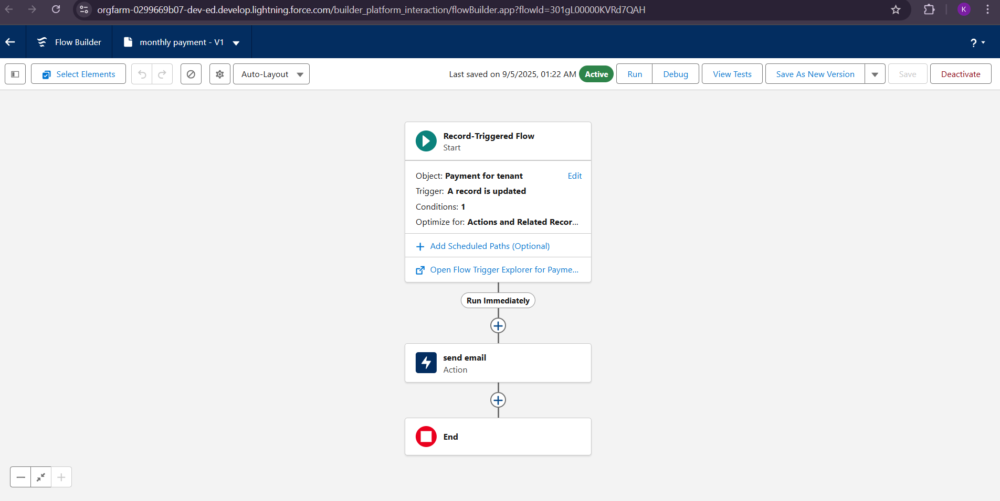 orgfarm-0299669b07-dev-ed.develop.lightning.force.com/builder_platform_interaction/flowBuilder.app?flowId=301gL00000KVRd7QAH
K
Flow Builder
monthly payment - V1
?
Select Elements
Auto-Layout
Last saved on 9/5/2025, 01:22 AM
Active
Run
Debug
View Tests
Save As New Version
Save
Deactivate
Record-Triggered Flow
Start
Object: Payment for tenant
Edit
Trigger: A record is updated
Conditions: 1
Optimize for: Actions and Related Recor...
Add Scheduled Paths (Optional)
Open Flow Trigger Explorer for Payme...
Run Immediately
send email
Action
End